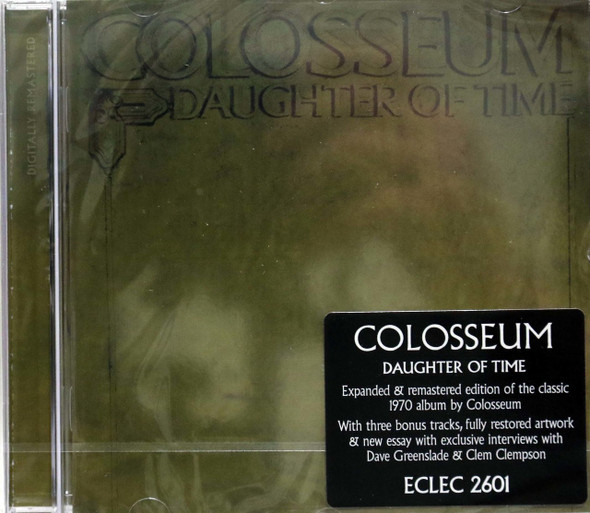 DIGITALLY REMASTERED
COLOSSEUM
DAUGHTER OF TIME
COLOSSEUM
DAUGHTER OF TIME
Expanded & remastered edition of the classic
1970 album by Colosseum
With three bonus tracks, fully restored artwork
& new essay with exclusive interviews with
Dave Greenslade & Clem Clempson
ECLEC 2601